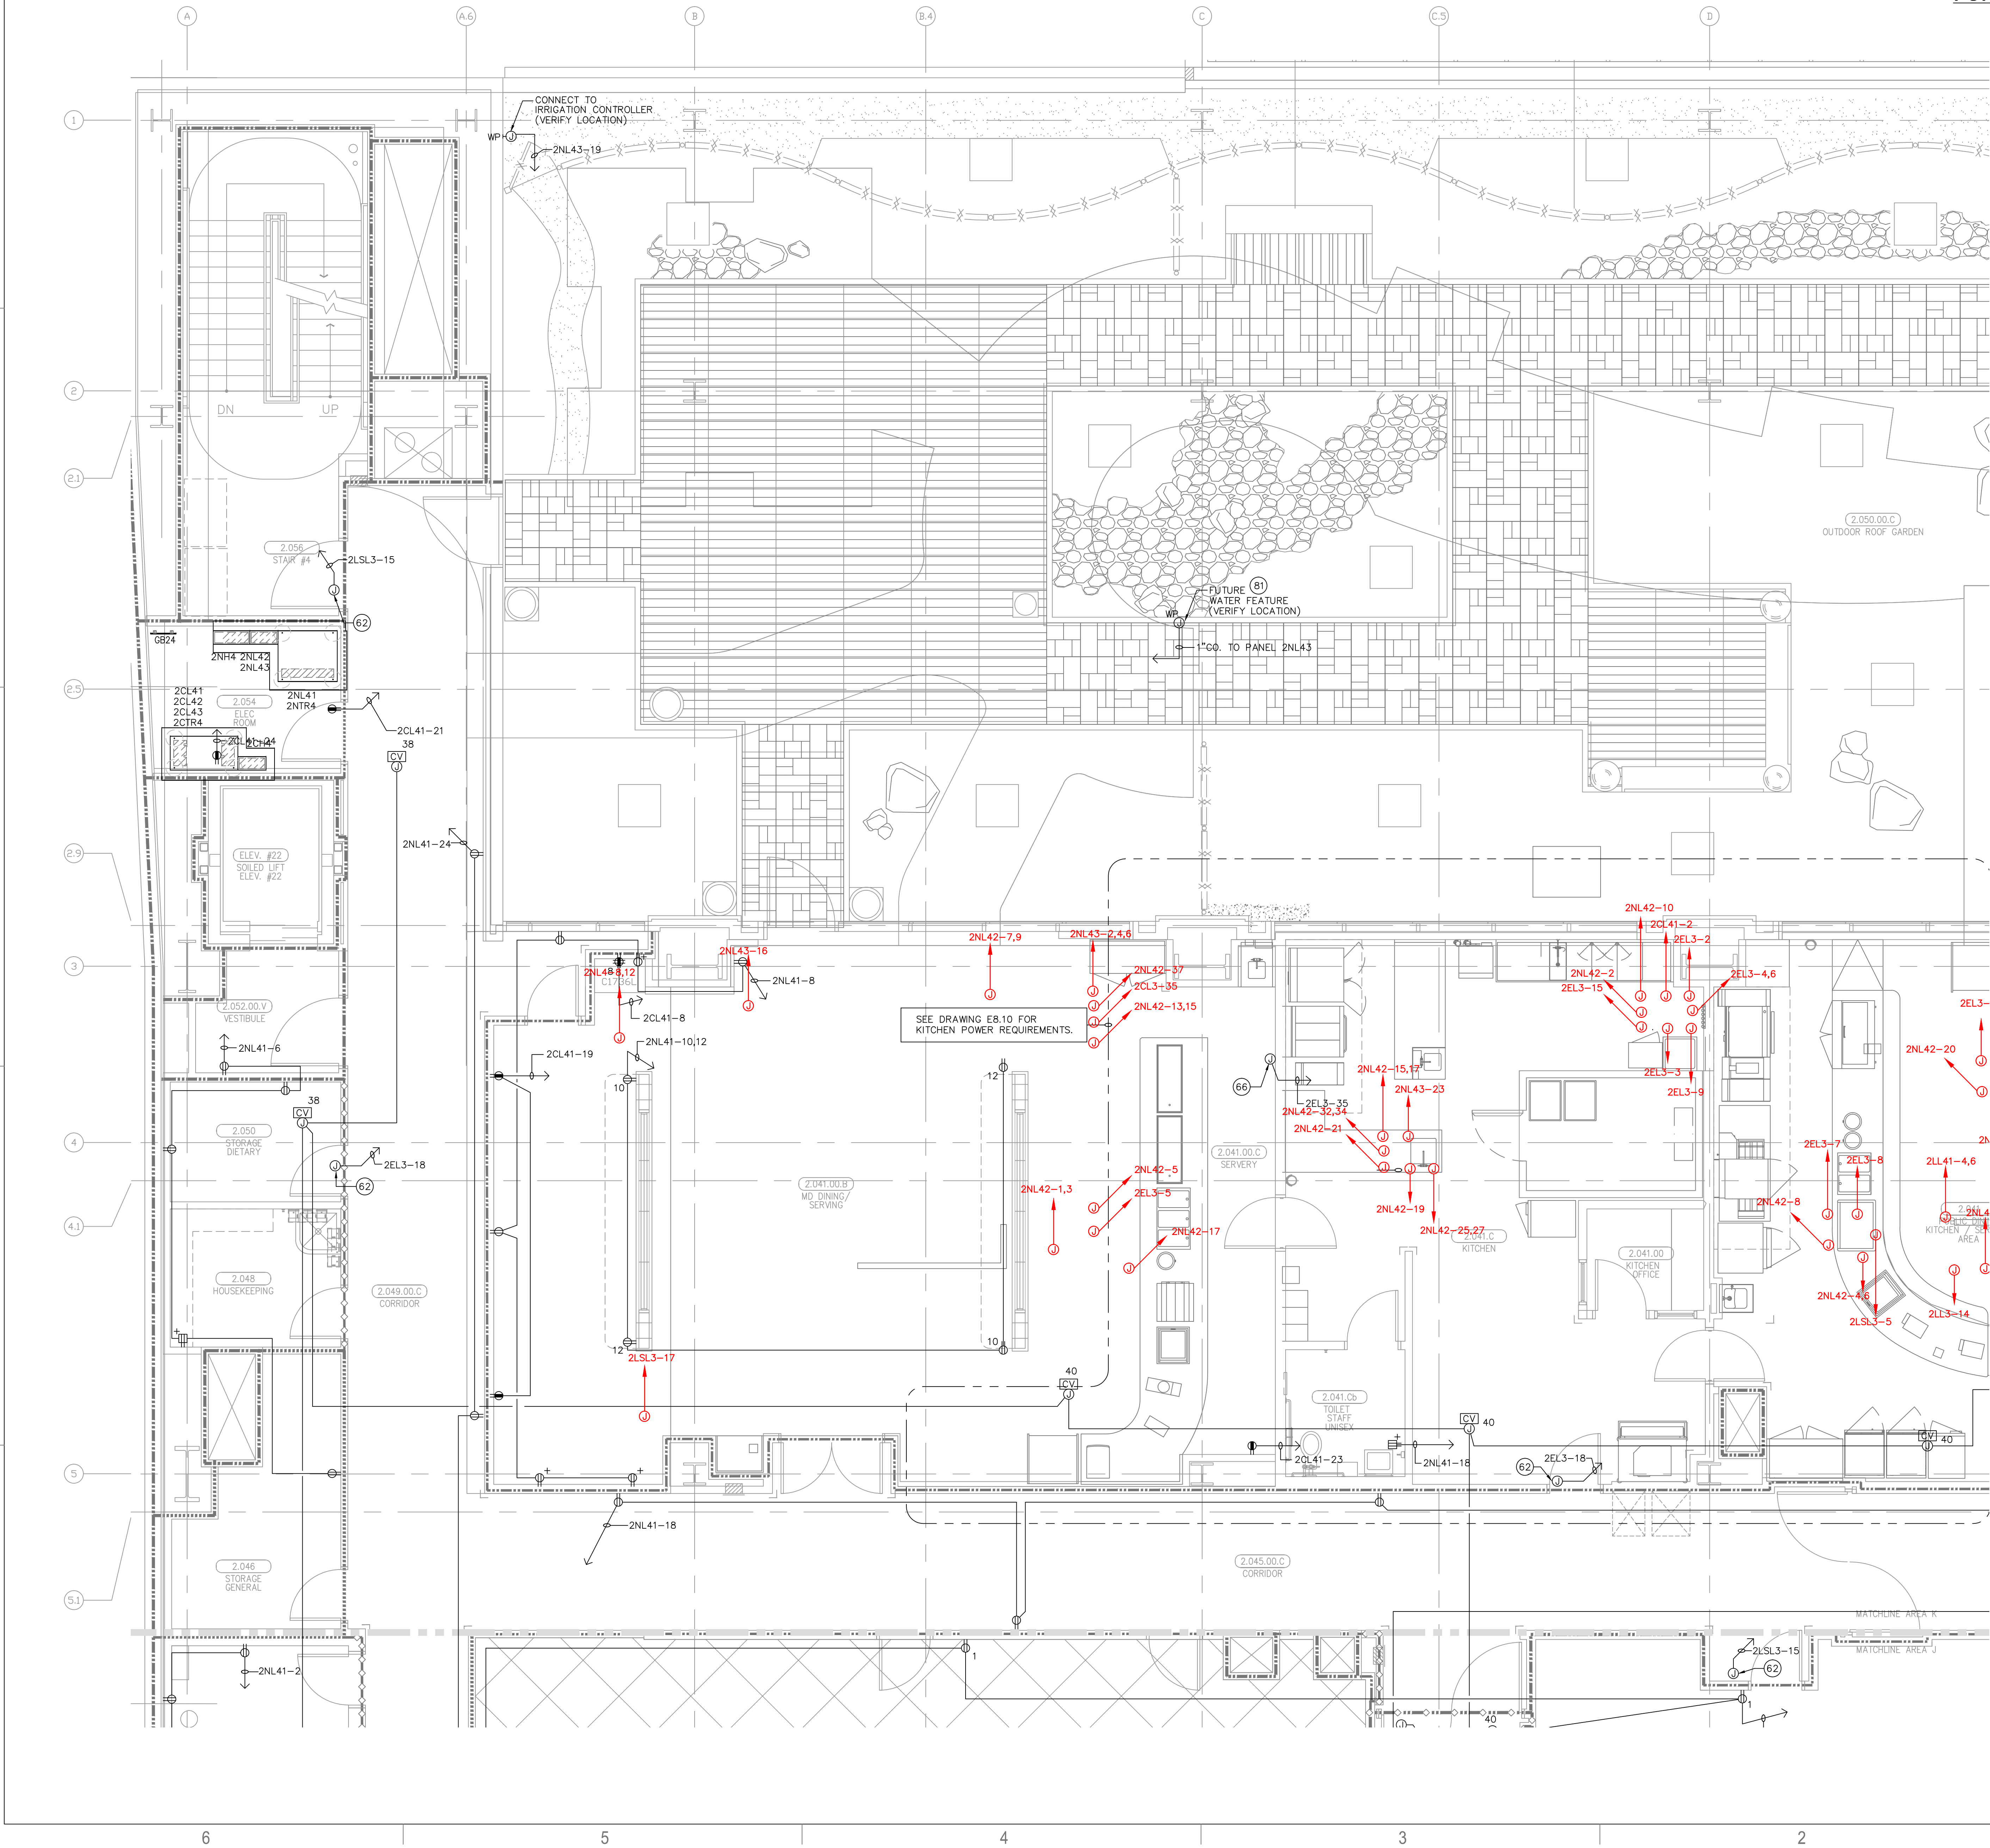 A
A.6
B
B.4
C
C.5
D
1
CONNECT TO
IRRIGATION CONTROLLER
(VERIFY LOCATION)
WP
J
2NL43-19
2
DN
UP
2.1
2.050.00.C
OUTDOOR ROOF GARDEN
2.056
STAIR #4
2LSL3-15
J
62
FUTURE
81
WATER FEATURE
(VERIFY LOCATION)
WP
J
1"CO. TO PANEL 2NL43
GB24
2NH4
2NL42
2NL43
2.5
2CL41
2CL42
2CL43
2CTR4
2.054
ELEC
ROOM
2NL41
2NTR4
2CL41-21
2CL41-24
2CH4
38
CV
J
2.9
2NL41-24
ELEV. #22
SOILED LIFT
ELEV. #22
3
2NL42-10
2CL41-2
2EL3-2
2NL42-7,9
2NL43-2,4,6
2NL43-16
8
C1736L
2NL41-8
2NL42-37
2CL3-35
2NL42-13,15
2NL42-2
2EL3-15
2EL3-4,6
2.052.00.V
VESTIBULE
2CL41-8
SEE DRAWING E8.10 FOR
KITCHEN POWER REQUIREMENTS.
2NL41-6
2CL41-19
2NL41-10,12
10
12
66
2EL3-35
2NL42-15,17
2NL43-23
2NL42-32,34
2NL42-21
2EL3-3
2EL3-9
2NL42-20
38
CV
J
4
2.050
STORAGE
DIETARY
2EL3-18
62
2.041.00.C
SERVERY
2EL3-7
2EL3-8
2LL41-4,6
4.1
2.041.00.B
MD DINING/
SERVING
2NL42-1,3
2NL42-5
2EL3-5
2NL42-17
2NL42-19
2NL42-25,27
2NL42-8
2.041.C
KITCHEN
2.041.00
KITCHEN
OFFICE
AREA
2.048
HOUSEKEEPING
2.049.00.C
CORRIDOR
2NL42-4,6
2LSL3-5
2LL3-14
12
10
2LSL3-17
40
CV
J
2.041.Cb
TOILET
STAFF
UNISEX
CV
40
J
CV
40
J
5
2CL41-23
2NL41-18
62
2EL3-18
2NL41-18
2.046
STORAGE
GENERAL
2.045.00.C
CORRIDOR
5.1
MATCHLINE AREA K
MATCHLINE AREA J
2NL41-2
1
2LSL3-15
62
1
40
6
5
4
3
2